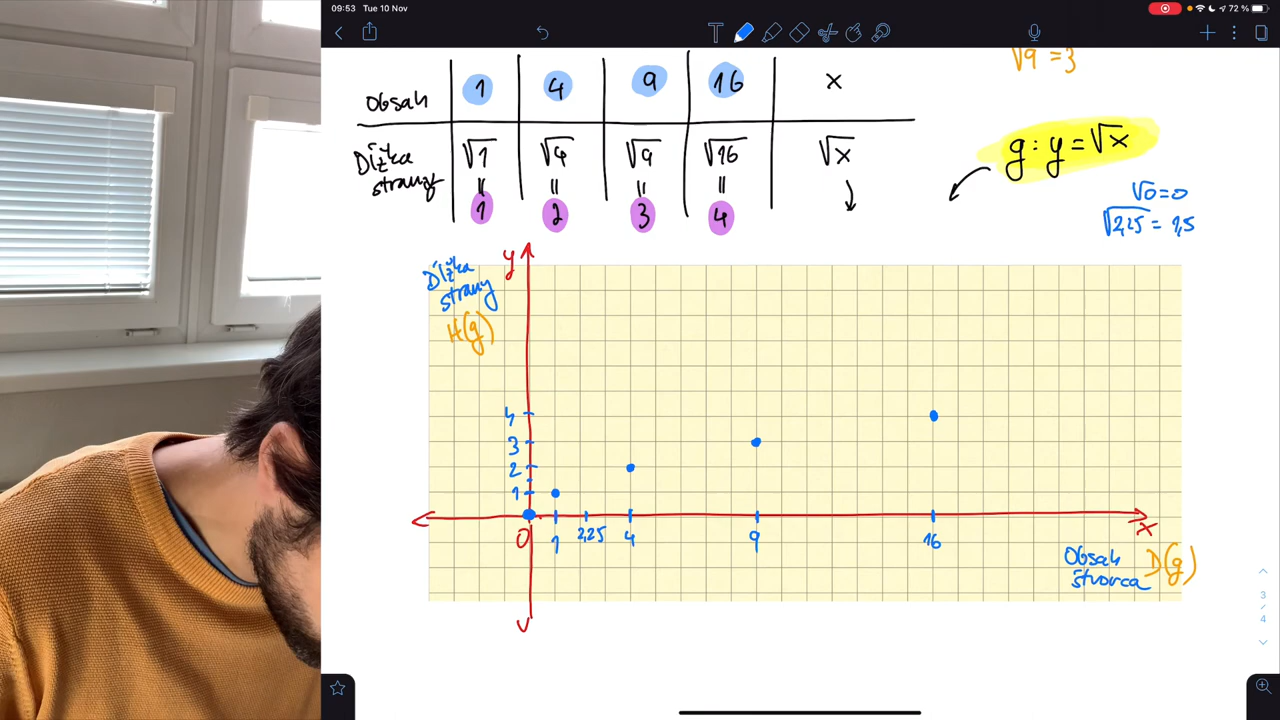 09:53 Tue 10 Nov
72 %
T
√9 = 3
Obsah 1 4 9 16 x
Dĺžka strany √1 √4 √9 √16 √x
= = = =
1 2 3 4
g : y = √x
√0 = 0
√2,25 = 1,5
y
Dĺžka
strany
H(g)
4
3
2
1
0 1 2,25 4 9 16 x
Obsah
štvorca D(g)
3
/
4